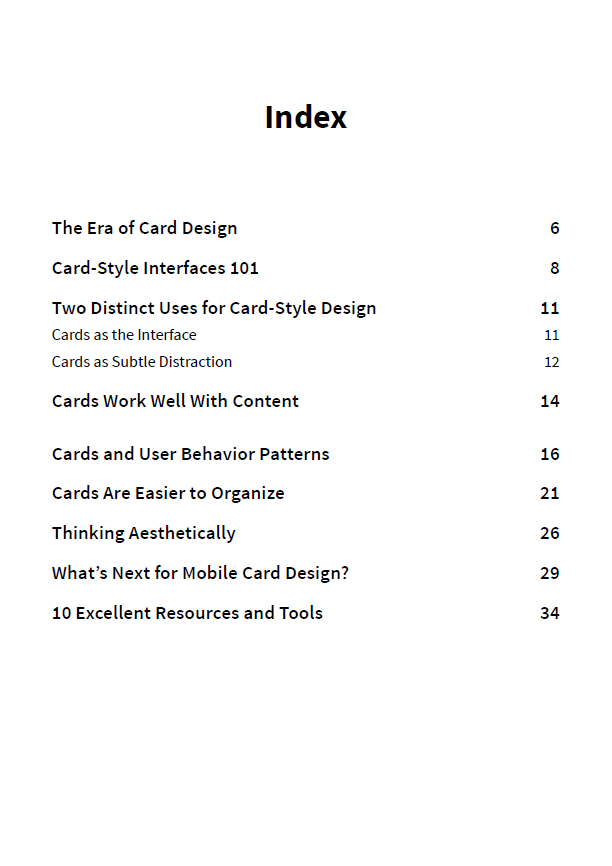 Index
The Era of Card Design 6
Card-Style Interfaces 101 8
Two Distinct Uses for Card-Style Design 11
Cards as the Interface 11
Cards as Subtle Distraction 12
Cards Work Well With Content 14
Cards and User Behavior Patterns 16
Cards Are Easier to Organize 21
Thinking Aesthetically 26
What’s Next for Mobile Card Design? 29
10 Excellent Resources and Tools 34